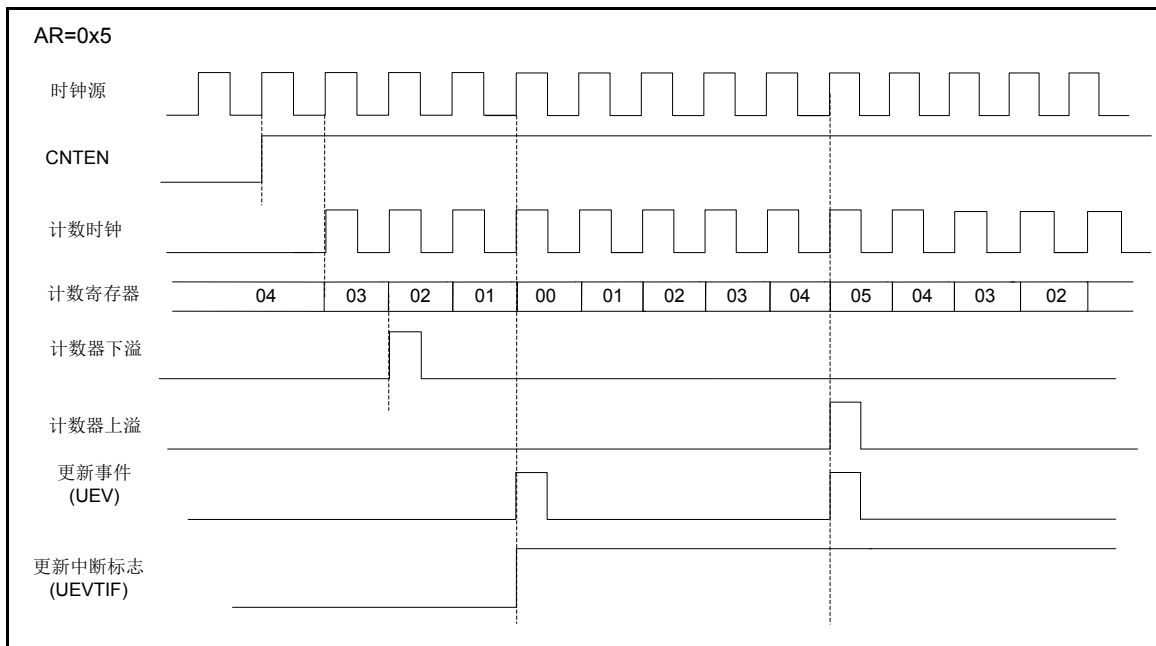 AR=0x5
时钟源
CNTEN
计数时钟
计数寄存器 04 03 02 01 00 01 02 03 04 05 04 03 02
计数器下溢
计数器上溢
更新事件
(UEV)
更新中断标志
(UEVTIF)